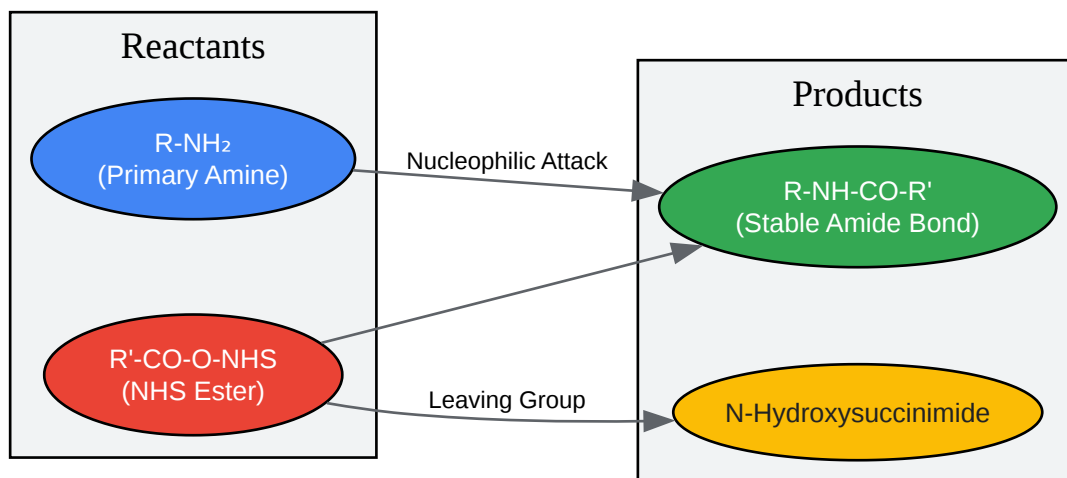 Reactants
R-NH₂
(Primary Amine)
R'-CO-O-NHS
(NHS Ester)
Nucleophilic Attack
Leaving Group
Products
R-NH-CO-R'
(Stable Amide Bond)
N-Hydroxysuccinimide